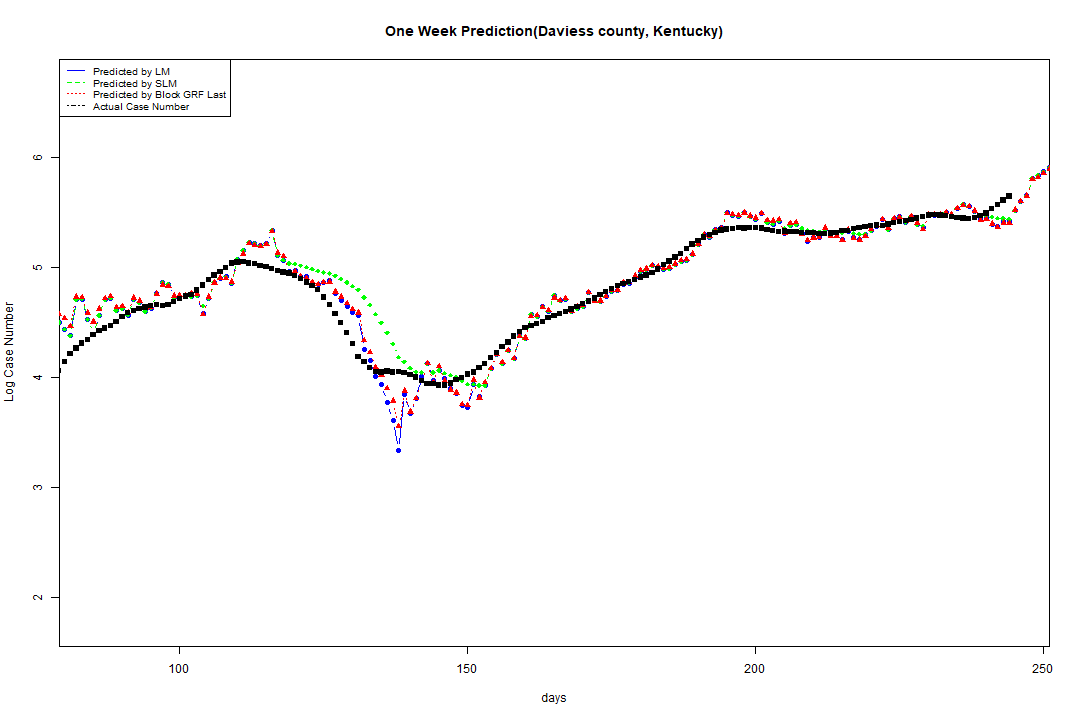 One Week Prediction(Daviess county, Kentucky)
Predicted by LM
Predicted by SLM
Predicted by Block GRF Last
Actual Case Number
6
5
4
3
2
Log Case Number
100
150
200
250
days